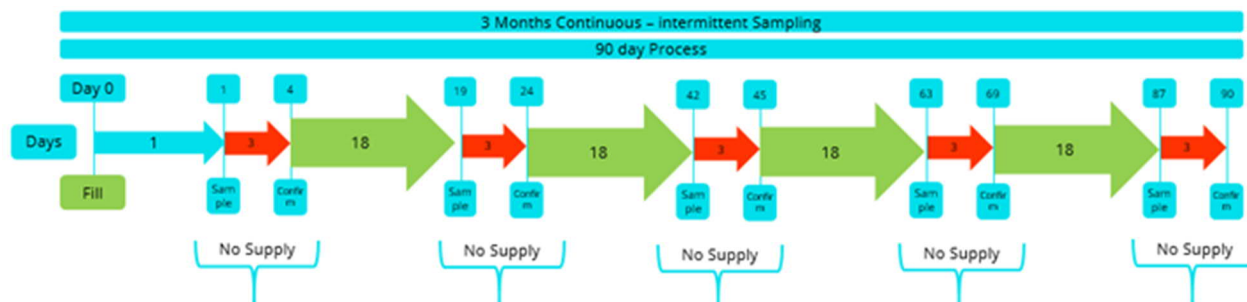 3 Months Continuous – intermittent Sampling
90 day Process
Day 0
1
4
19
24
42
45
63
69
87
90
Days
1
3
18
3
18
3
18
3
18
3
Fill
Sam
ple
Confir
m
Sam
ple
Confir
m
Sam
ple
Confir
m
Sam
ple
Confir
m
Sam
ple
Confir
m
No Supply
No Supply
No Supply
No Supply
No Supply